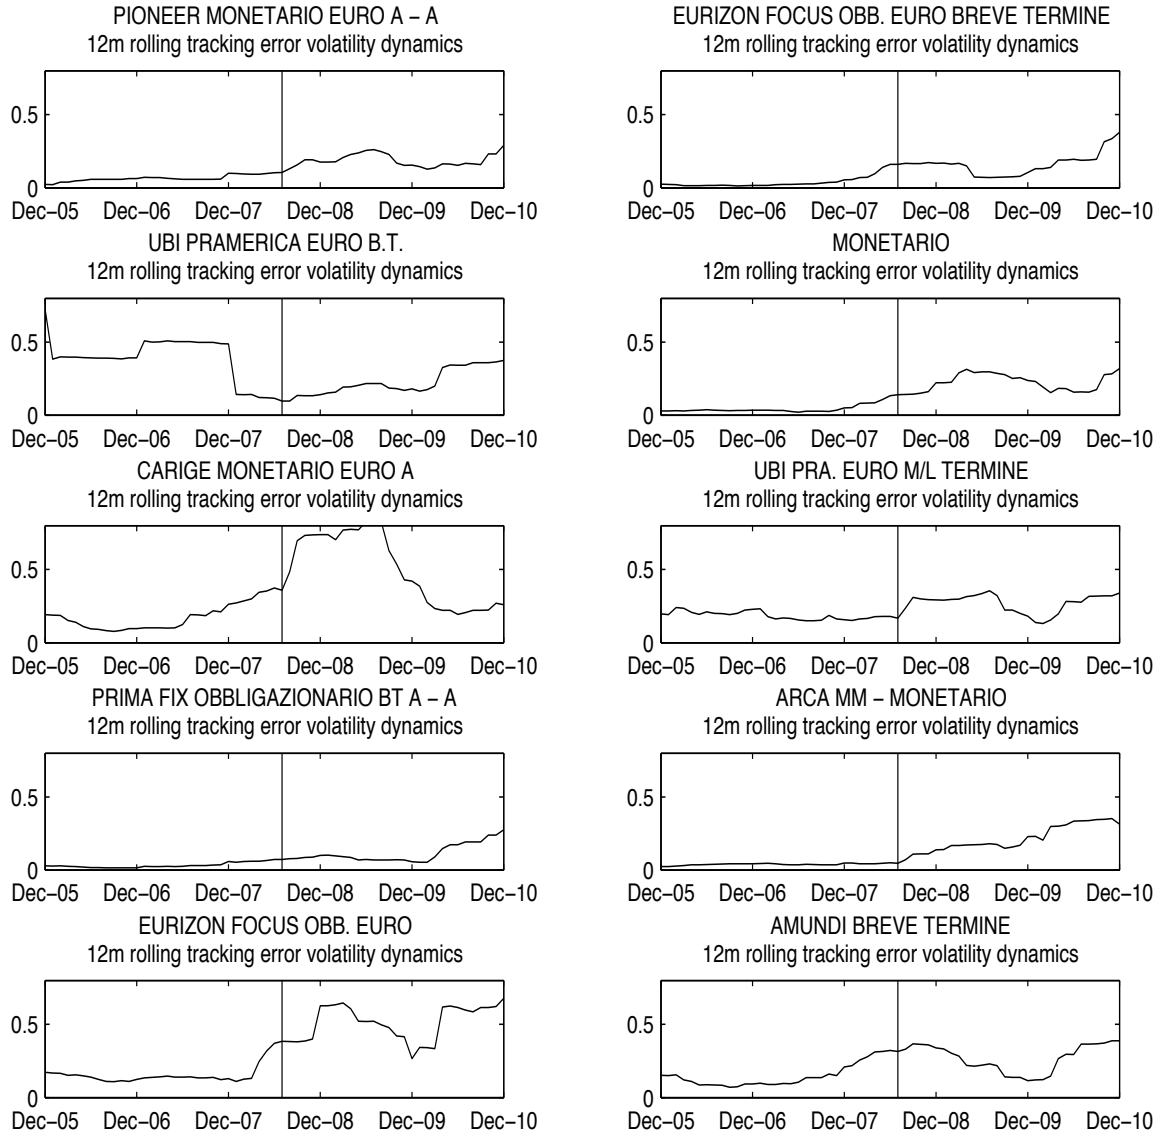 PIONEER MONETARIO EURO A − A
12m rolling tracking error volatility dynamics
0.5
0
Dec−05 Dec−06 Dec−07 Dec−08 Dec−09 Dec−10
EURIZON FOCUS OBB. EURO BREVE TERMINE
12m rolling tracking error volatility dynamics
0.5
0
Dec−05 Dec−06 Dec−07 Dec−08 Dec−09 Dec−10
UBI PRAMERICA EURO B.T.
12m rolling tracking error volatility dynamics
0.5
0
Dec−05 Dec−06 Dec−07 Dec−08 Dec−09 Dec−10
MONETARIO
12m rolling tracking error volatility dynamics
0.5
0
Dec−05 Dec−06 Dec−07 Dec−08 Dec−09 Dec−10
CARIGE MONETARIO EURO A
12m rolling tracking error volatility dynamics
0.5
0
Dec−05 Dec−06 Dec−07 Dec−08 Dec−09 Dec−10
UBI PRA. EURO M/L TERMINE
12m rolling tracking error volatility dynamics
0.5
0
Dec−05 Dec−06 Dec−07 Dec−08 Dec−09 Dec−10
PRIMA FIX OBBLIGAZIONARIO BT A − A
12m rolling tracking error volatility dynamics
0.5
0
Dec−05 Dec−06 Dec−07 Dec−08 Dec−09 Dec−10
ARCA MM − MONETARIO
12m rolling tracking error volatility dynamics
0.5
0
Dec−05 Dec−06 Dec−07 Dec−08 Dec−09 Dec−10
EURIZON FOCUS OBB. EURO
12m rolling tracking error volatility dynamics
0.5
0
Dec−05 Dec−06 Dec−07 Dec−08 Dec−09 Dec−10
AMUNDI BREVE TERMINE
12m rolling tracking error volatility dynamics
0.5
0
Dec−05 Dec−06 Dec−07 Dec−08 Dec−09 Dec−10